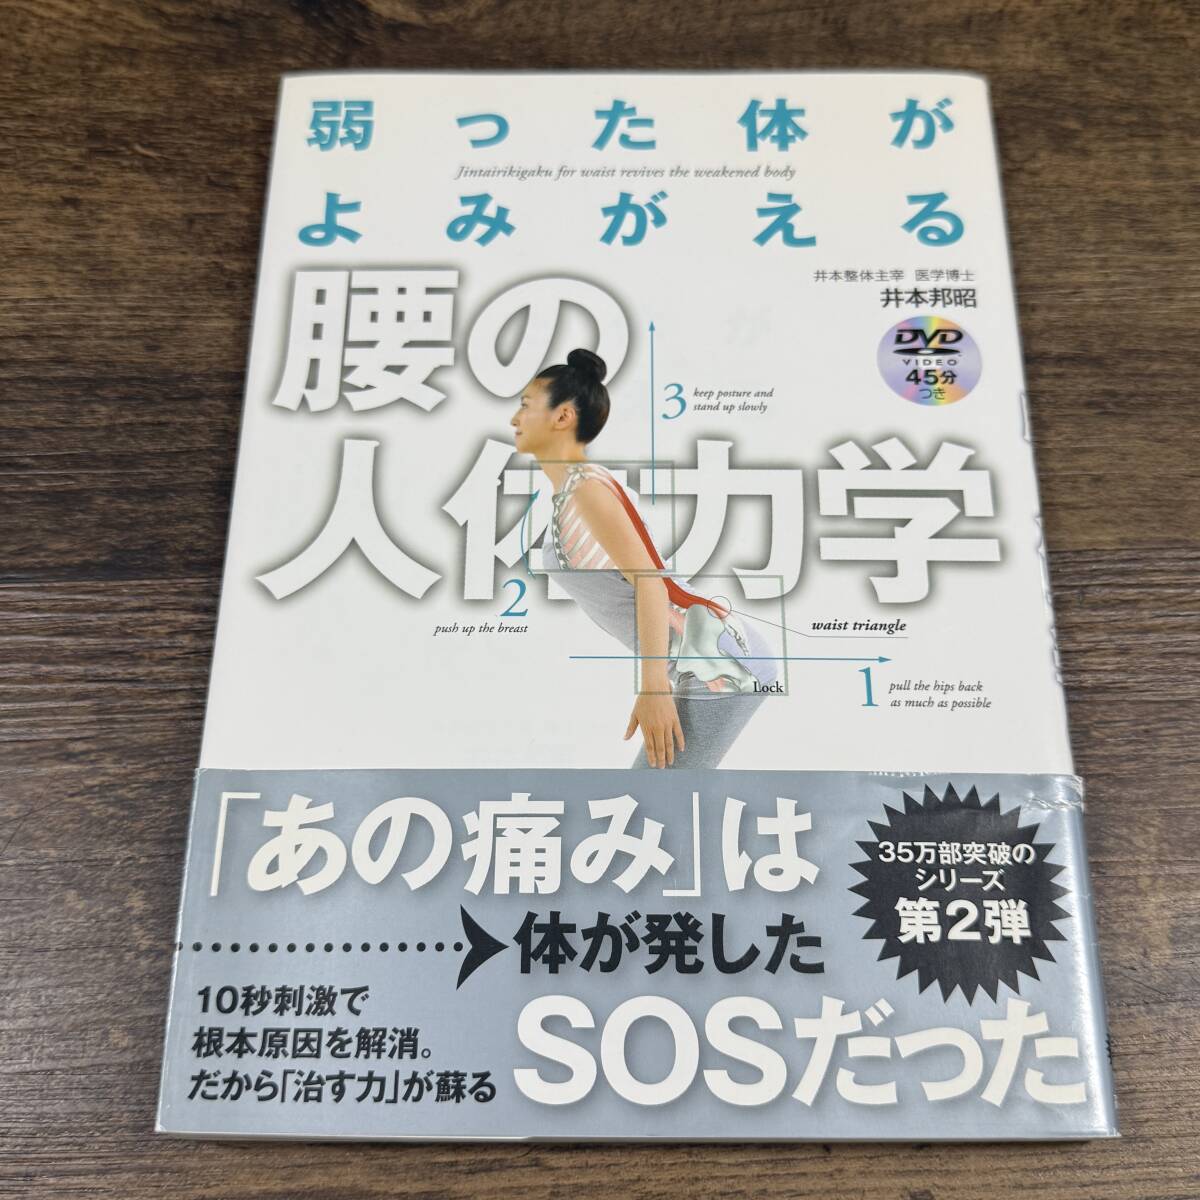 弱った体が
Jintairikigaku for waist revives the weakened body
よみがえる
井本整体主宰 医学博士
井本邦昭
DVD
VIDEO
45分
つき
腰の
人体力学
3 keep posture and
stand up slowly
2
push up the breast
waist triangle
Lock
1 pull the hips back
as much as possible
「あの痛み」は
体が発した
SOSだった
35万部突破の
シリーズ
第2弾
10秒刺激で
根本原因を解消。
だから「治す力」が蘇る